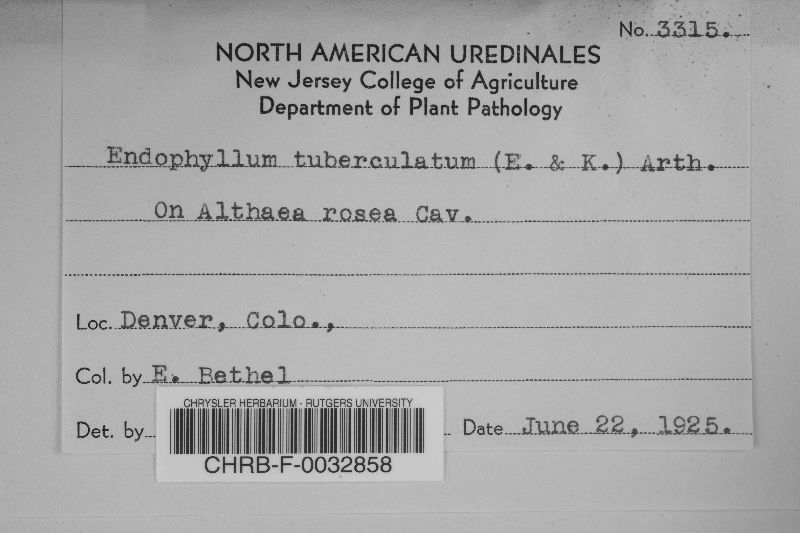 No. 3315.
NORTH AMERICAN UREDINALES
New Jersey College of Agriculture
Department of Plant Pathology
Endophyllum tuberculatum (E. & K.) Arth.
On Althaea rosea Cav.
Loc. Denver, Colo.,
Col. by E. Bethel
CHRYSLER HERBARIUM - RUTGERS UNIVERSITY
Det. by Date June 22, 1925.
CHRB-F-0032858